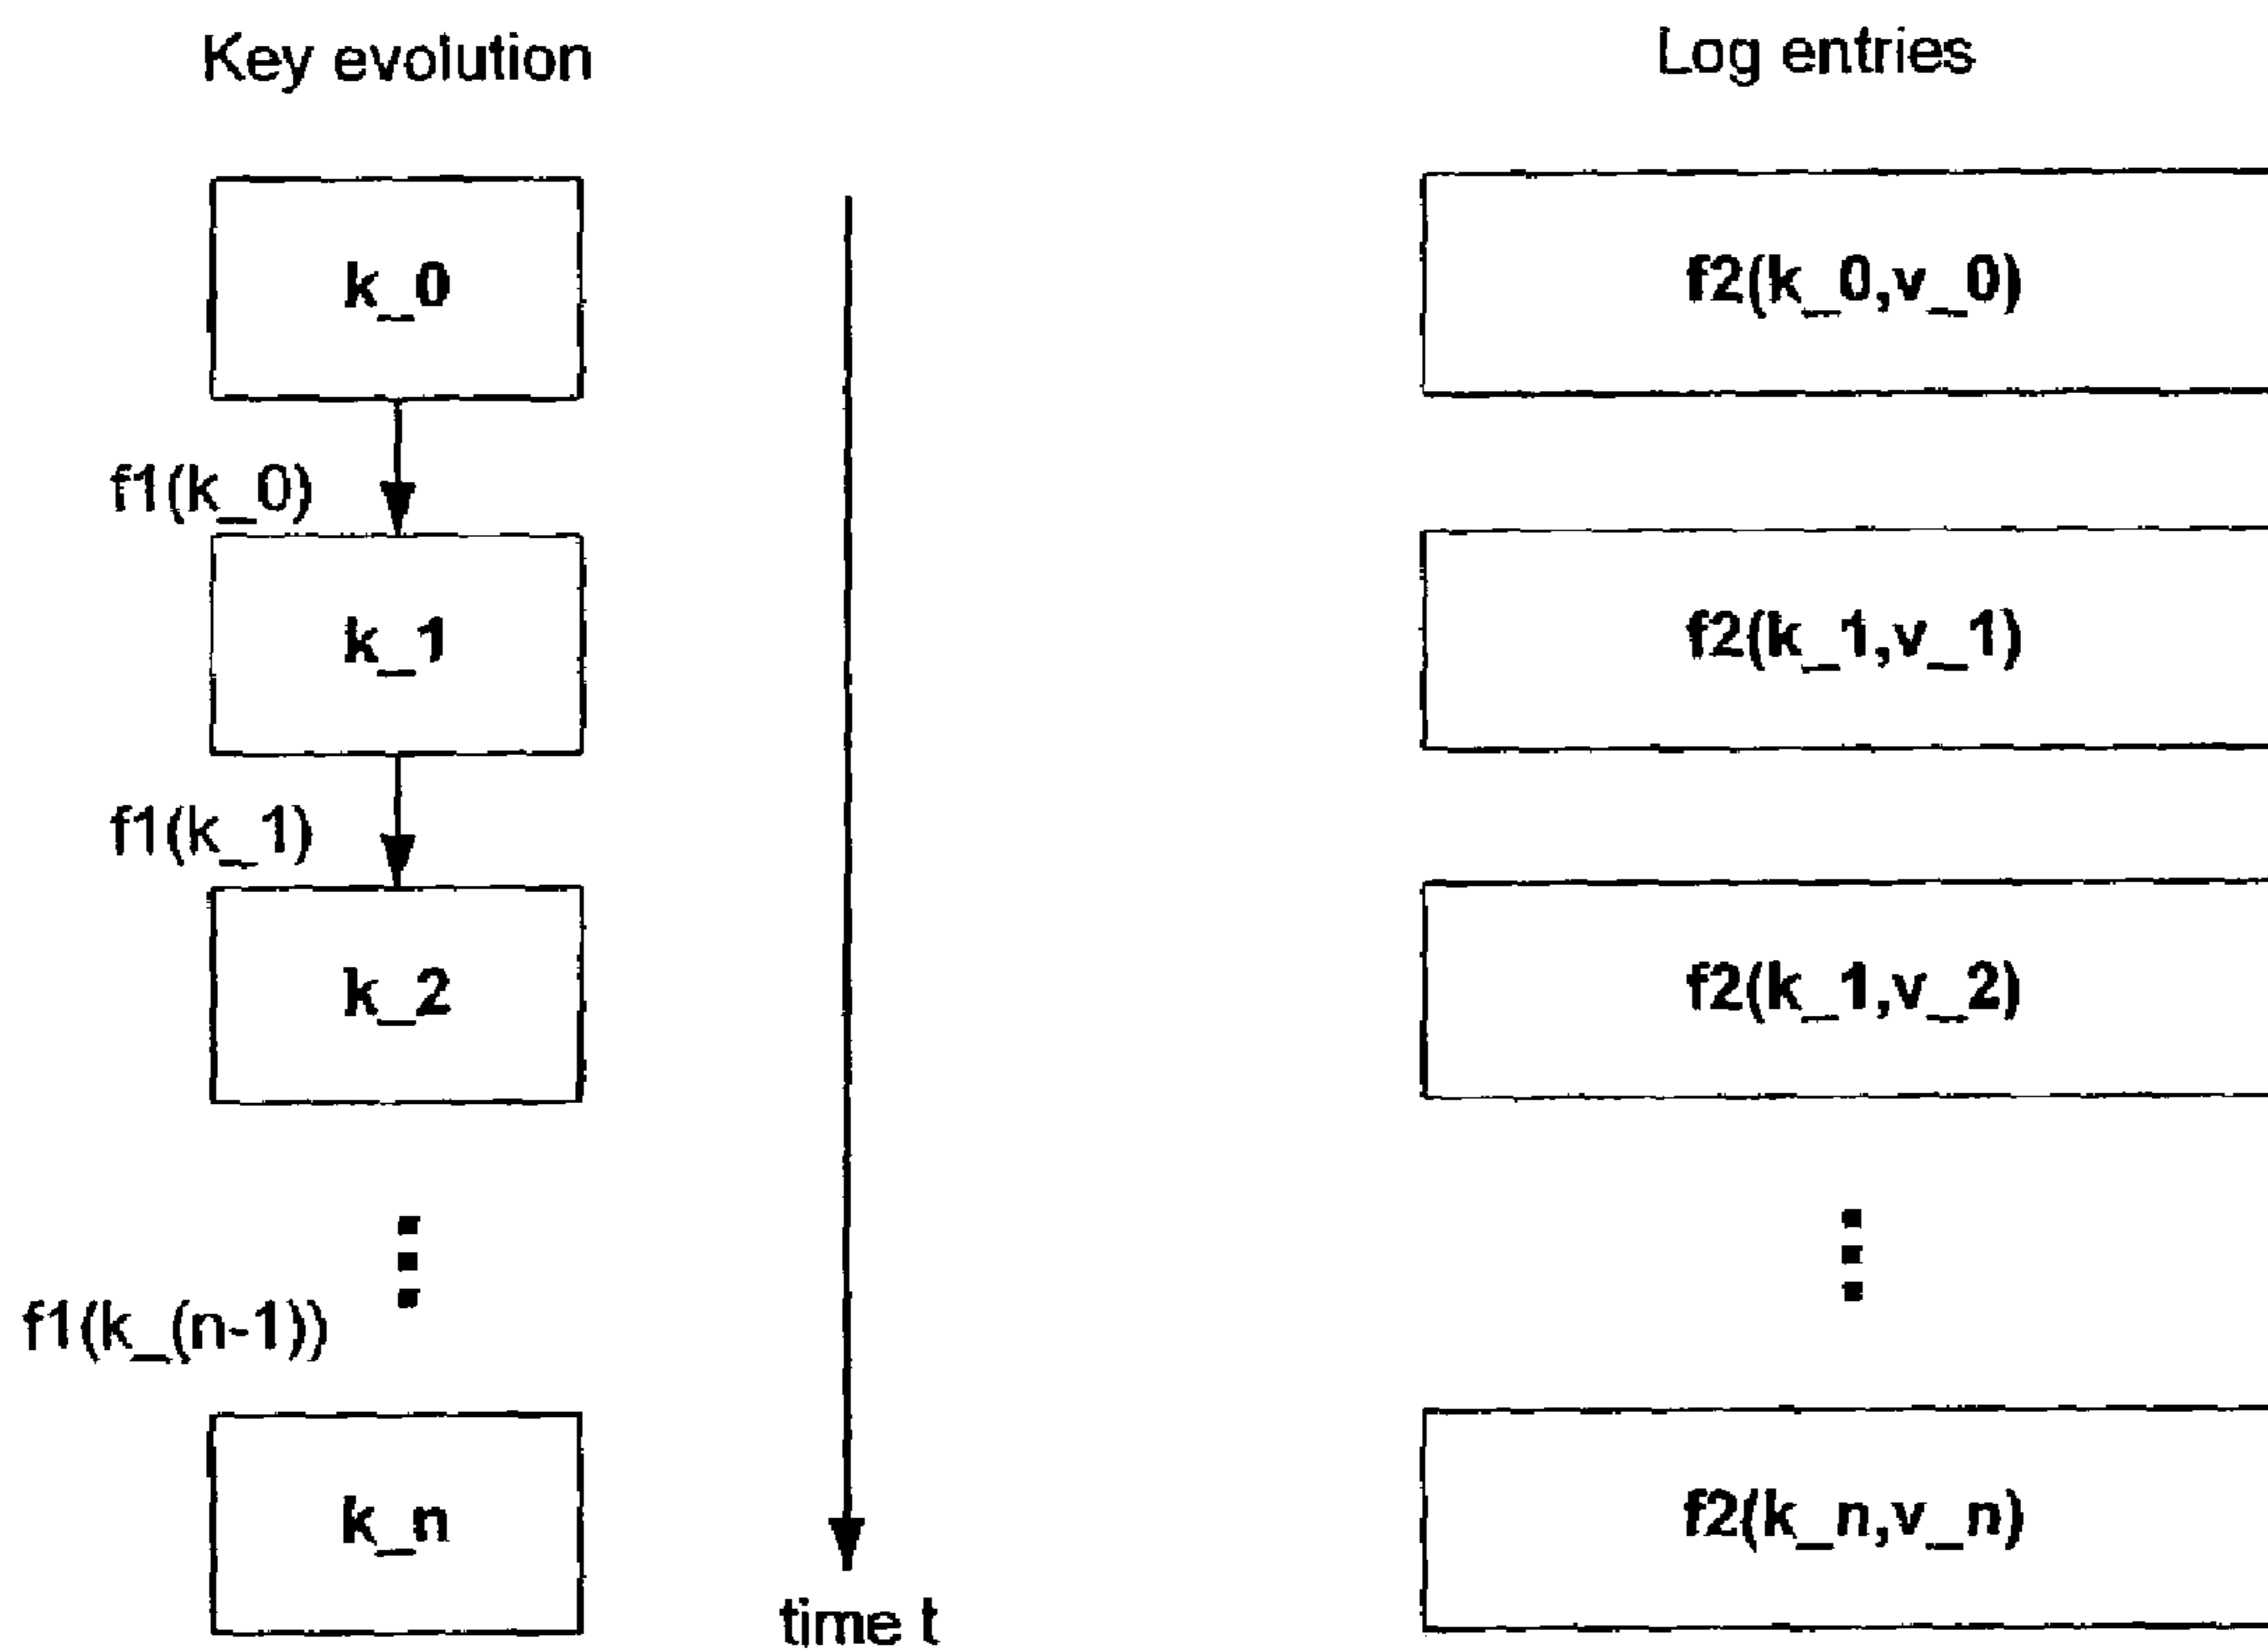 Key evolution
Log entries
k_0
f2(k_0,v_0)
f1(k_0)
k_1
f2(k_1,v_1)
f1(k_1)
k_2
f2(k_1,v_2)
f1(k_(n-1))
k_n
f2(k_n,v_n)
time t